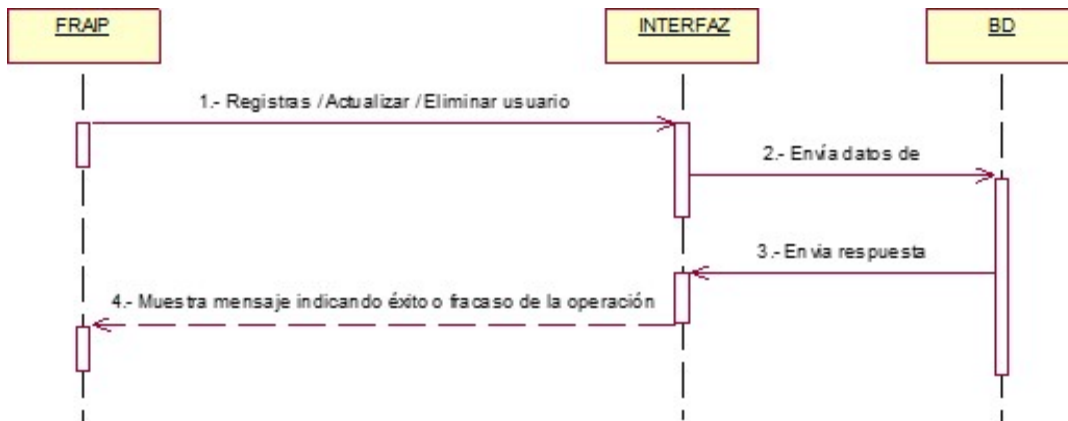 FRAIP
INTERFAZ
BD
1.- Registras / Actualizar / Eliminar usuario
2.- Envía datos de
3.- Envia respuesta
4.- Muestra mensaje indicando éxito o fracaso de la operación